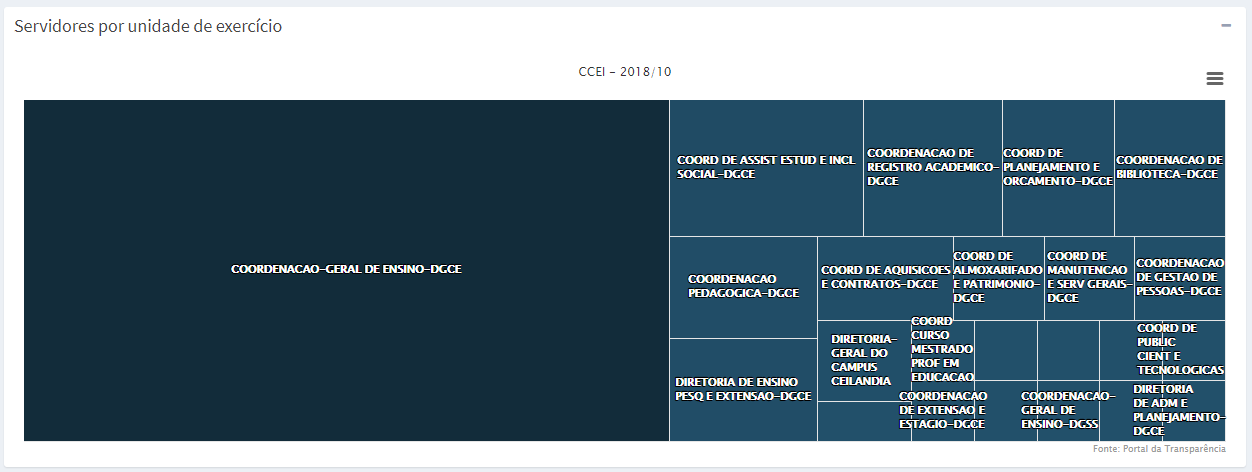 Servidores por unidade de exercício
CCEI - 2018/10
COORDENACAO-GERAL DE ENSINO-DGCE
COORD DE ASSIST ESTUD E INCL
SOCIAL-DGCE
COORDENACAO DE
REGISTRO ACADEMICO-
DGCE
COORD DE
PLANEJAMENTO E
ORCAMENTO-DGCE
COORDENACAO DE
BIBLIOTECA-DGCE
COORDENACAO
PEDAGOGICA-DGCE
COORD DE AQUISICOES
E CONTRATOS-DGCE
COORD DE
ALMOXARIFADO
E PATRIMONIO-
DGCE
COORD DE
MANUTENCAO
E SERV GERAIS-
DGCE
COORDENACAO
DE GESTAO DE
PESSOAS-DGCE
DIRETORIA DE ENSINO
PESQ E EXTENSAO-DGCE
DIRETORIA-
GERAL DO
CAMPUS
CEILANDIA
COORD
CURSO
MESTRADO
PROF EM
EDUCACAO
COORD DE
PUBLIC
CIENT E
TECNOLOGICAS
COORDENACAO
DE EXTENSAO E
ESTAGIO-DGCE
COORDENACAO-
GERAL DE
ENSINO-DGSS
DIRETORIA
DE ADM E
PLANEJAMENTO-
DGCE
Fonte: Portal da Transparência